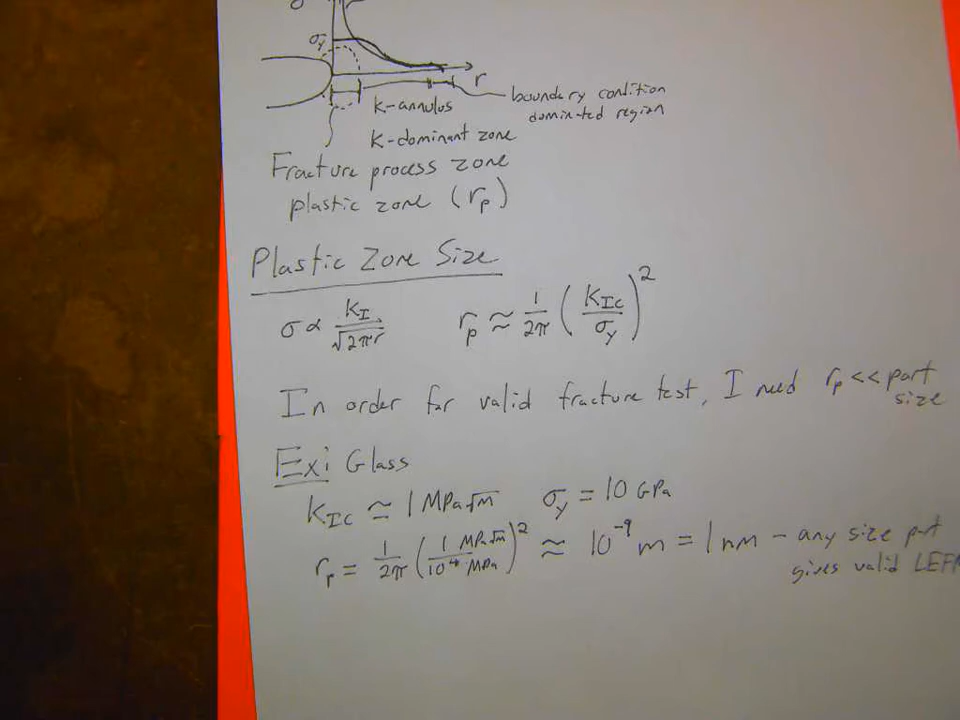 σ
σy
r
K-annulus
boundary condition
dominated region
K-dominant zone
Fracture process zone
plastic zone (rp)
Plastic Zone Size
σ ∝ KI/√2πr    rp ≈ 1/2π (KIc/σy)²
In order for valid fracture test, I need rp << part
size
Ex: Glass
KIC ≃ 1 MPa√m    σy = 10 GPa
rp = 1/2π (1 MPa√m/10⁴ MPa)² ≈ 10⁻⁹ m = 1 nm - any size part
gives valid LEFM